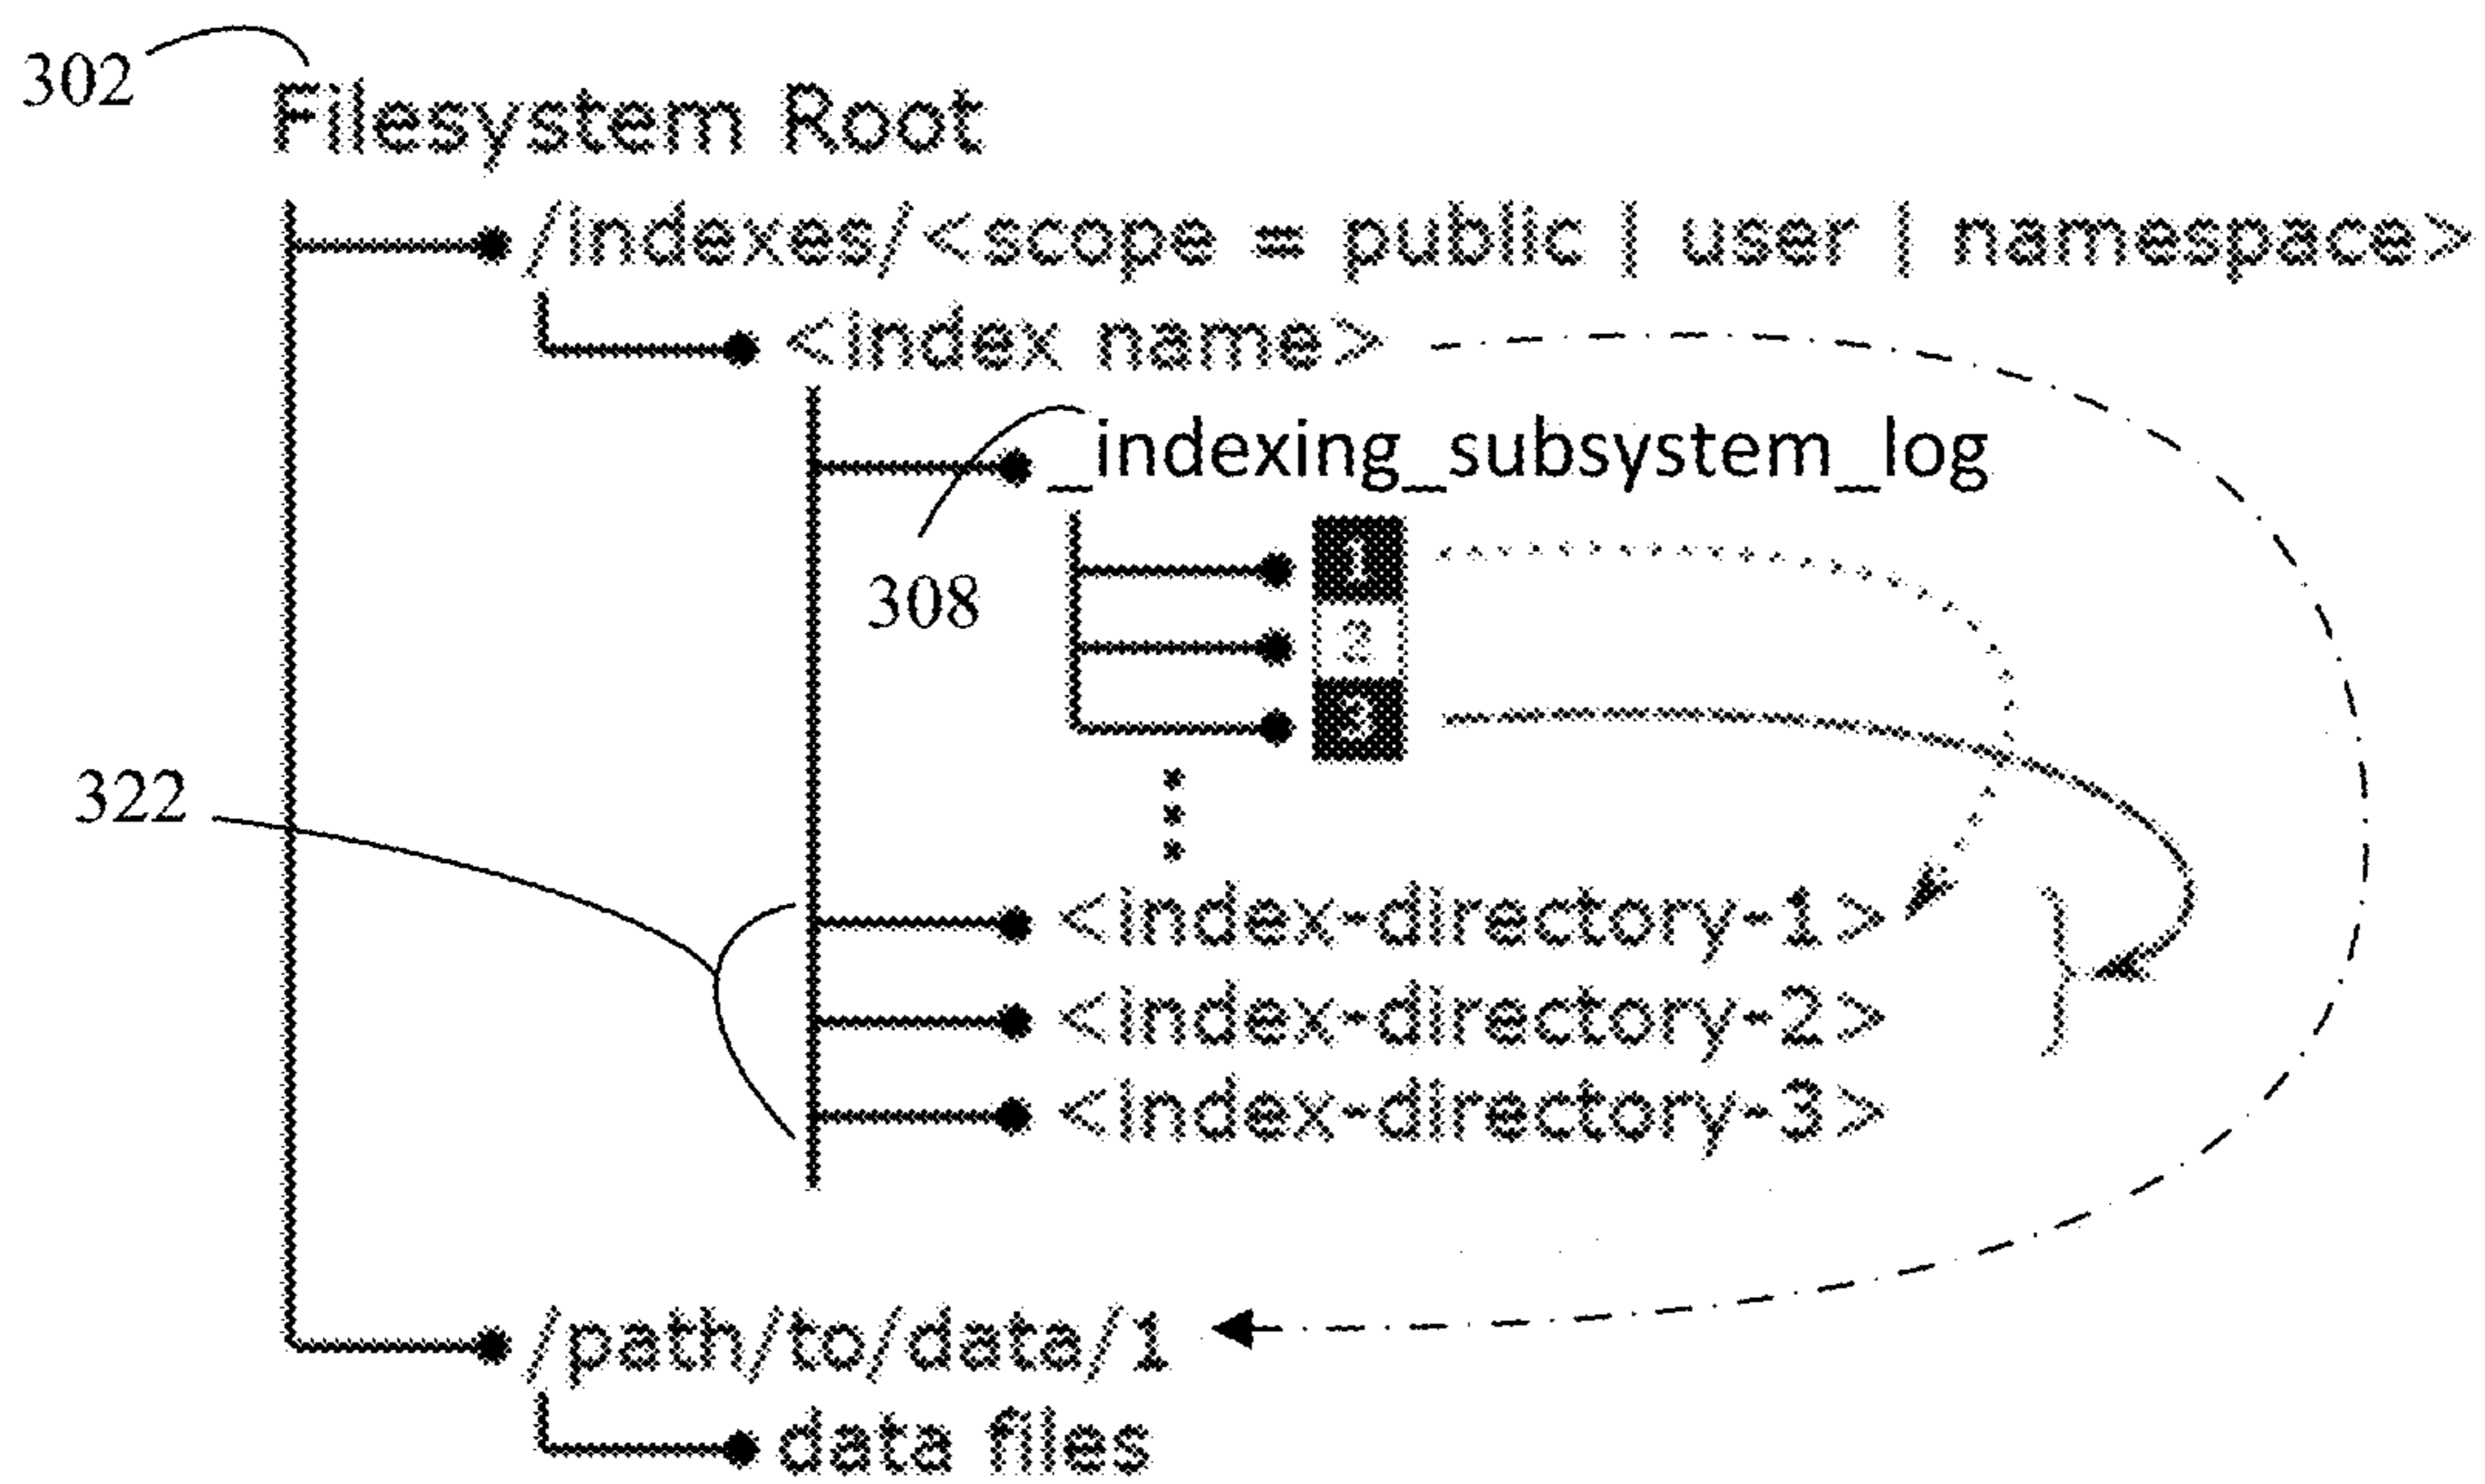 302
Filesystem Root
/indexes/<scope = public | user | namespace>
<index name>
_indexing_subsystem_log
1
308
2
3
322
<index-directory-1>
<index-directory-2>
<index-directory-3>
/path/to/data/1
data files